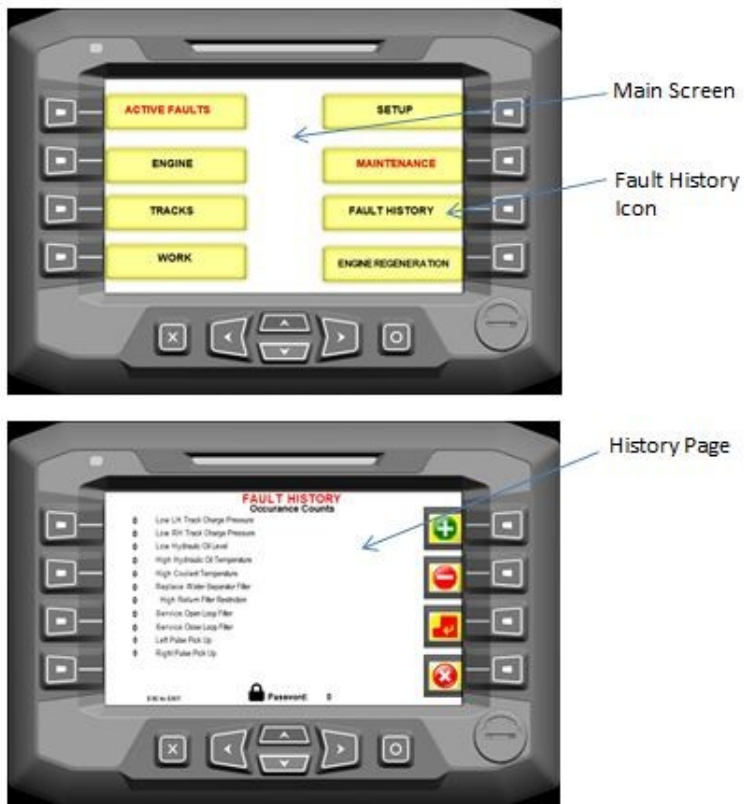 ACTIVE FAULTS
SETUP
Main Screen
ENGINE
MAINTENANCE
Fault History
Icon
TRACKS
FAULT HISTORY
WORK
ENGINE REGENERATION
X
O
History Page
FAULT HISTORY
Occurance Counts
0 Low LH Track Charge Pressure
0 Low RH Track Charge Pressure
0 Low Hydraulic Oil Level
0 High Hydraulic Oil Temperature
0 High Coolant Temperature
0 Replace Water Separator Filter
0 High Return Filter Restriction
0 Service Open Loop Filter
0 Service Close Loop Filter
0 Left Pulse Pick Up
0 Right Pulse Pick Up
ESC to EXIT
Password: 0
X
O